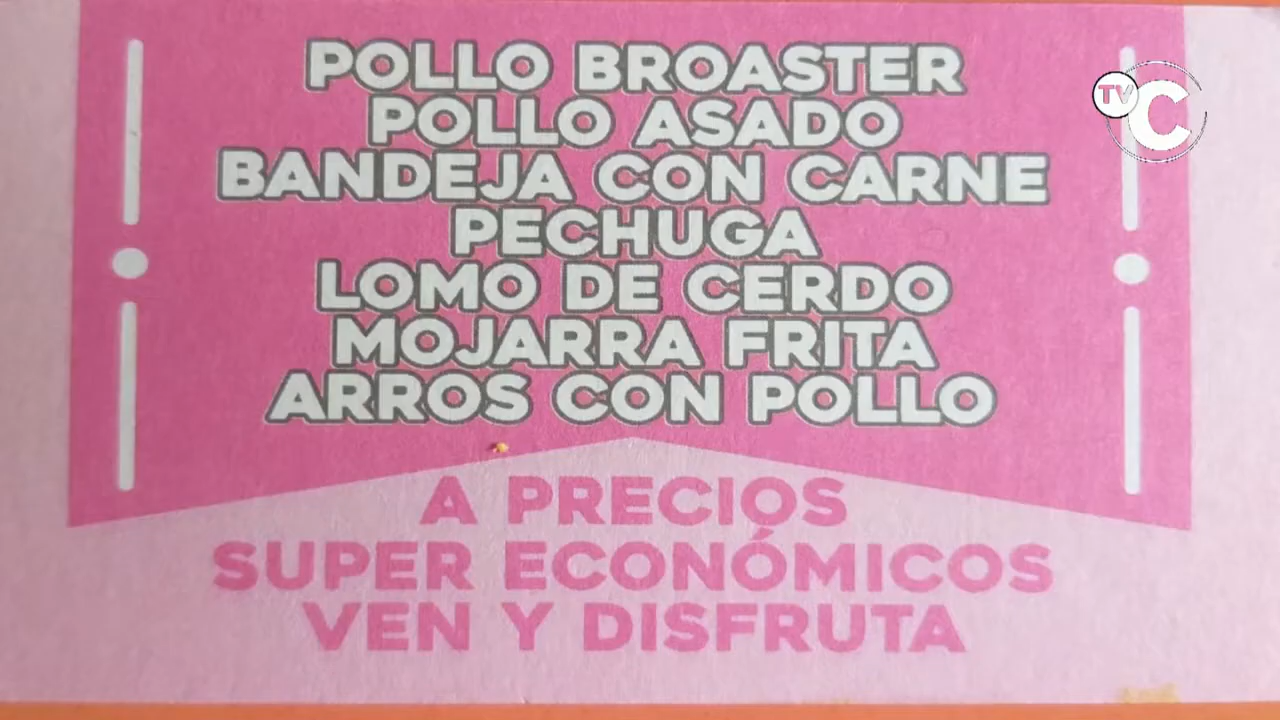 POLLO BROASTER
POLLO ASADO
BANDEJA CON CARNE
PECHUGA
LOMO DE CERDO
MOJARRA FRITA
ARROS CON POLLO
A PRECIOS
SUPER ECONÓMICOS
VEN Y DISFRUTA
TV C